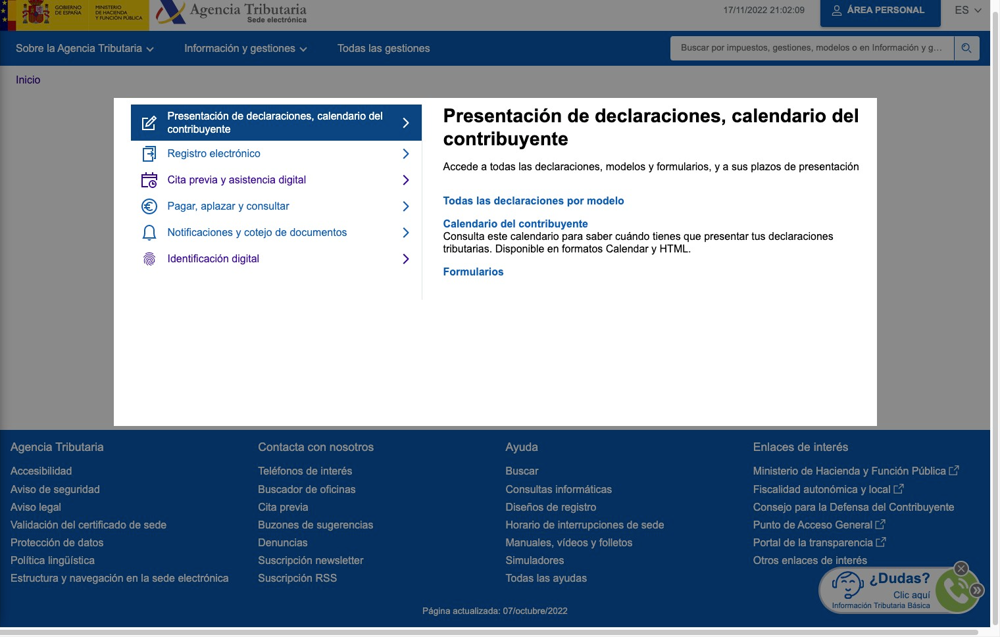 GOBIERNO
DE ESPAÑA
MINISTERIO
DE HACIENDA
Y FUNCIÓN PÚBLICA
Agencia Tributaria
Sede electrónica
17/11/2022 21:02:09
ÁREA PERSONAL
ES
Sobre la Agencia Tributaria
Información y gestiones
Todas las gestiones
Buscar por impuestos, gestiones, modelos o en Información y g...
Inicio
Presentación de declaraciones, calendario del
contribuyente
Registro electrónico
Cita previa y asistencia digital
Pagar, aplazar y consultar
Notificaciones y cotejo de documentos
Identificación digital
Presentación de declaraciones, calendario del
contribuyente
Accede a todas las declaraciones, modelos y formularios, y a sus plazos de presentación
Todas las declaraciones por modelo
Calendario del contribuyente
Consulta este calendario para saber cuándo tienes que presentar tus declaraciones
tributarias. Disponible en formatos Calendar y HTML.
Formularios
Agencia Tributaria
Accesibilidad
Aviso de seguridad
Aviso legal
Validación del certificado de sede
Protección de datos
Política lingüística
Estructura y navegación en la sede electrónica
Contacta con nosotros
Teléfonos de interés
Buscador de oficinas
Cita previa
Buzones de sugerencias
Denuncias
Suscripción newsletter
Suscripción RSS
Ayuda
Buscar
Consultas informáticas
Diseños de registro
Horario de interrupciones de sede
Manuales, vídeos y folletos
Simuladores
Todas las ayudas
Enlaces de interés
Ministerio de Hacienda y Función Pública
Fiscalidad autonómica y local
Consejo para la Defensa del Contribuyente
Punto de Acceso General
Portal de la transparencia
Otros enlaces de interés
¿Dudas?
Clic aquí
Información Tributaria Básica
Página actualizada: 07/octubre/2022